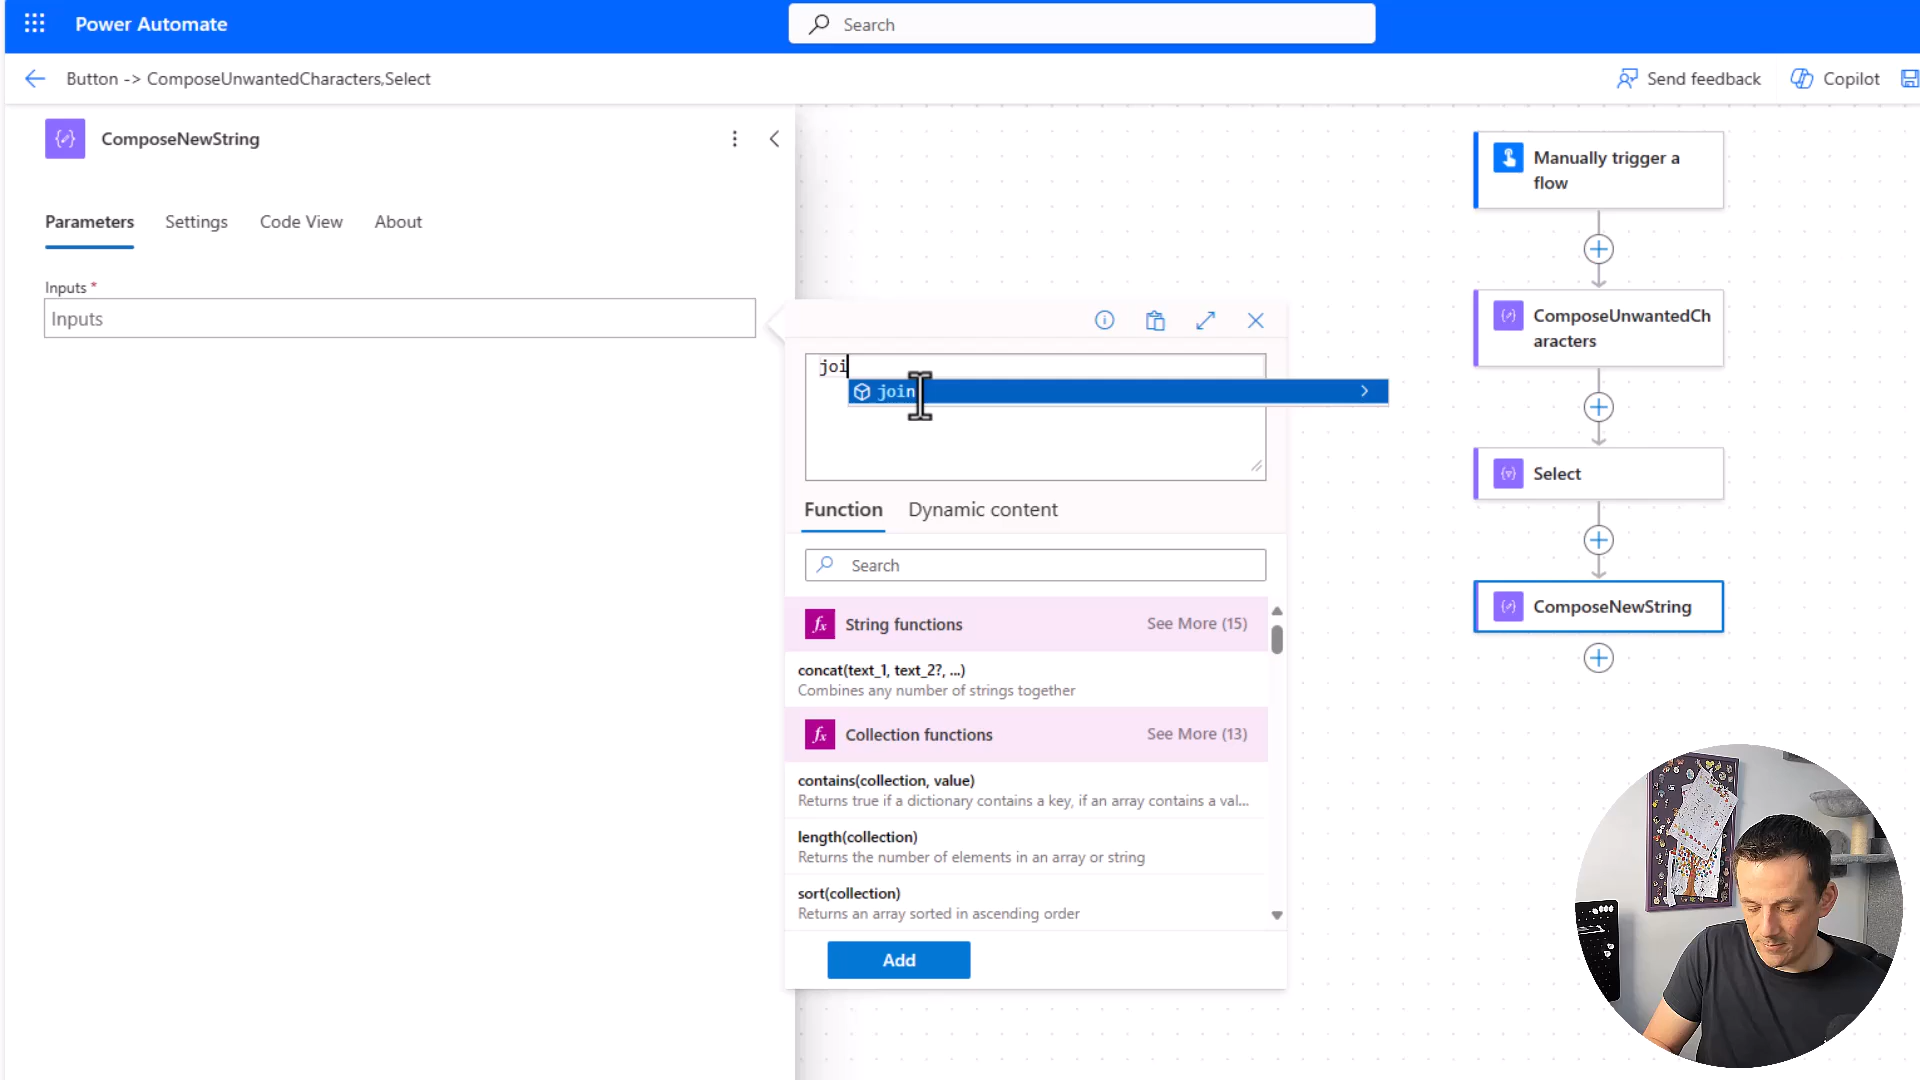 Power Automate
Search
Button -> ComposeUnwantedCharacters,Select
Send feedback
Copilot
ComposeNewString
Parameters
Settings
Code View
About
Inputs *
Inputs
joi
join
Function
Dynamic content
Search
String functions
See More (15)
concat(text_1, text_2?, ...)
Combines any number of strings together
Collection functions
See More (13)
contains(collection, value)
Returns true if a dictionary contains a key, if an array contains a val...
length(collection)
Returns the number of elements in an array or string
sort(collection)
Returns an array sorted in ascending order
Add
Manually trigger a
flow
ComposeUnwantedCh
aracters
Select
ComposeNewString